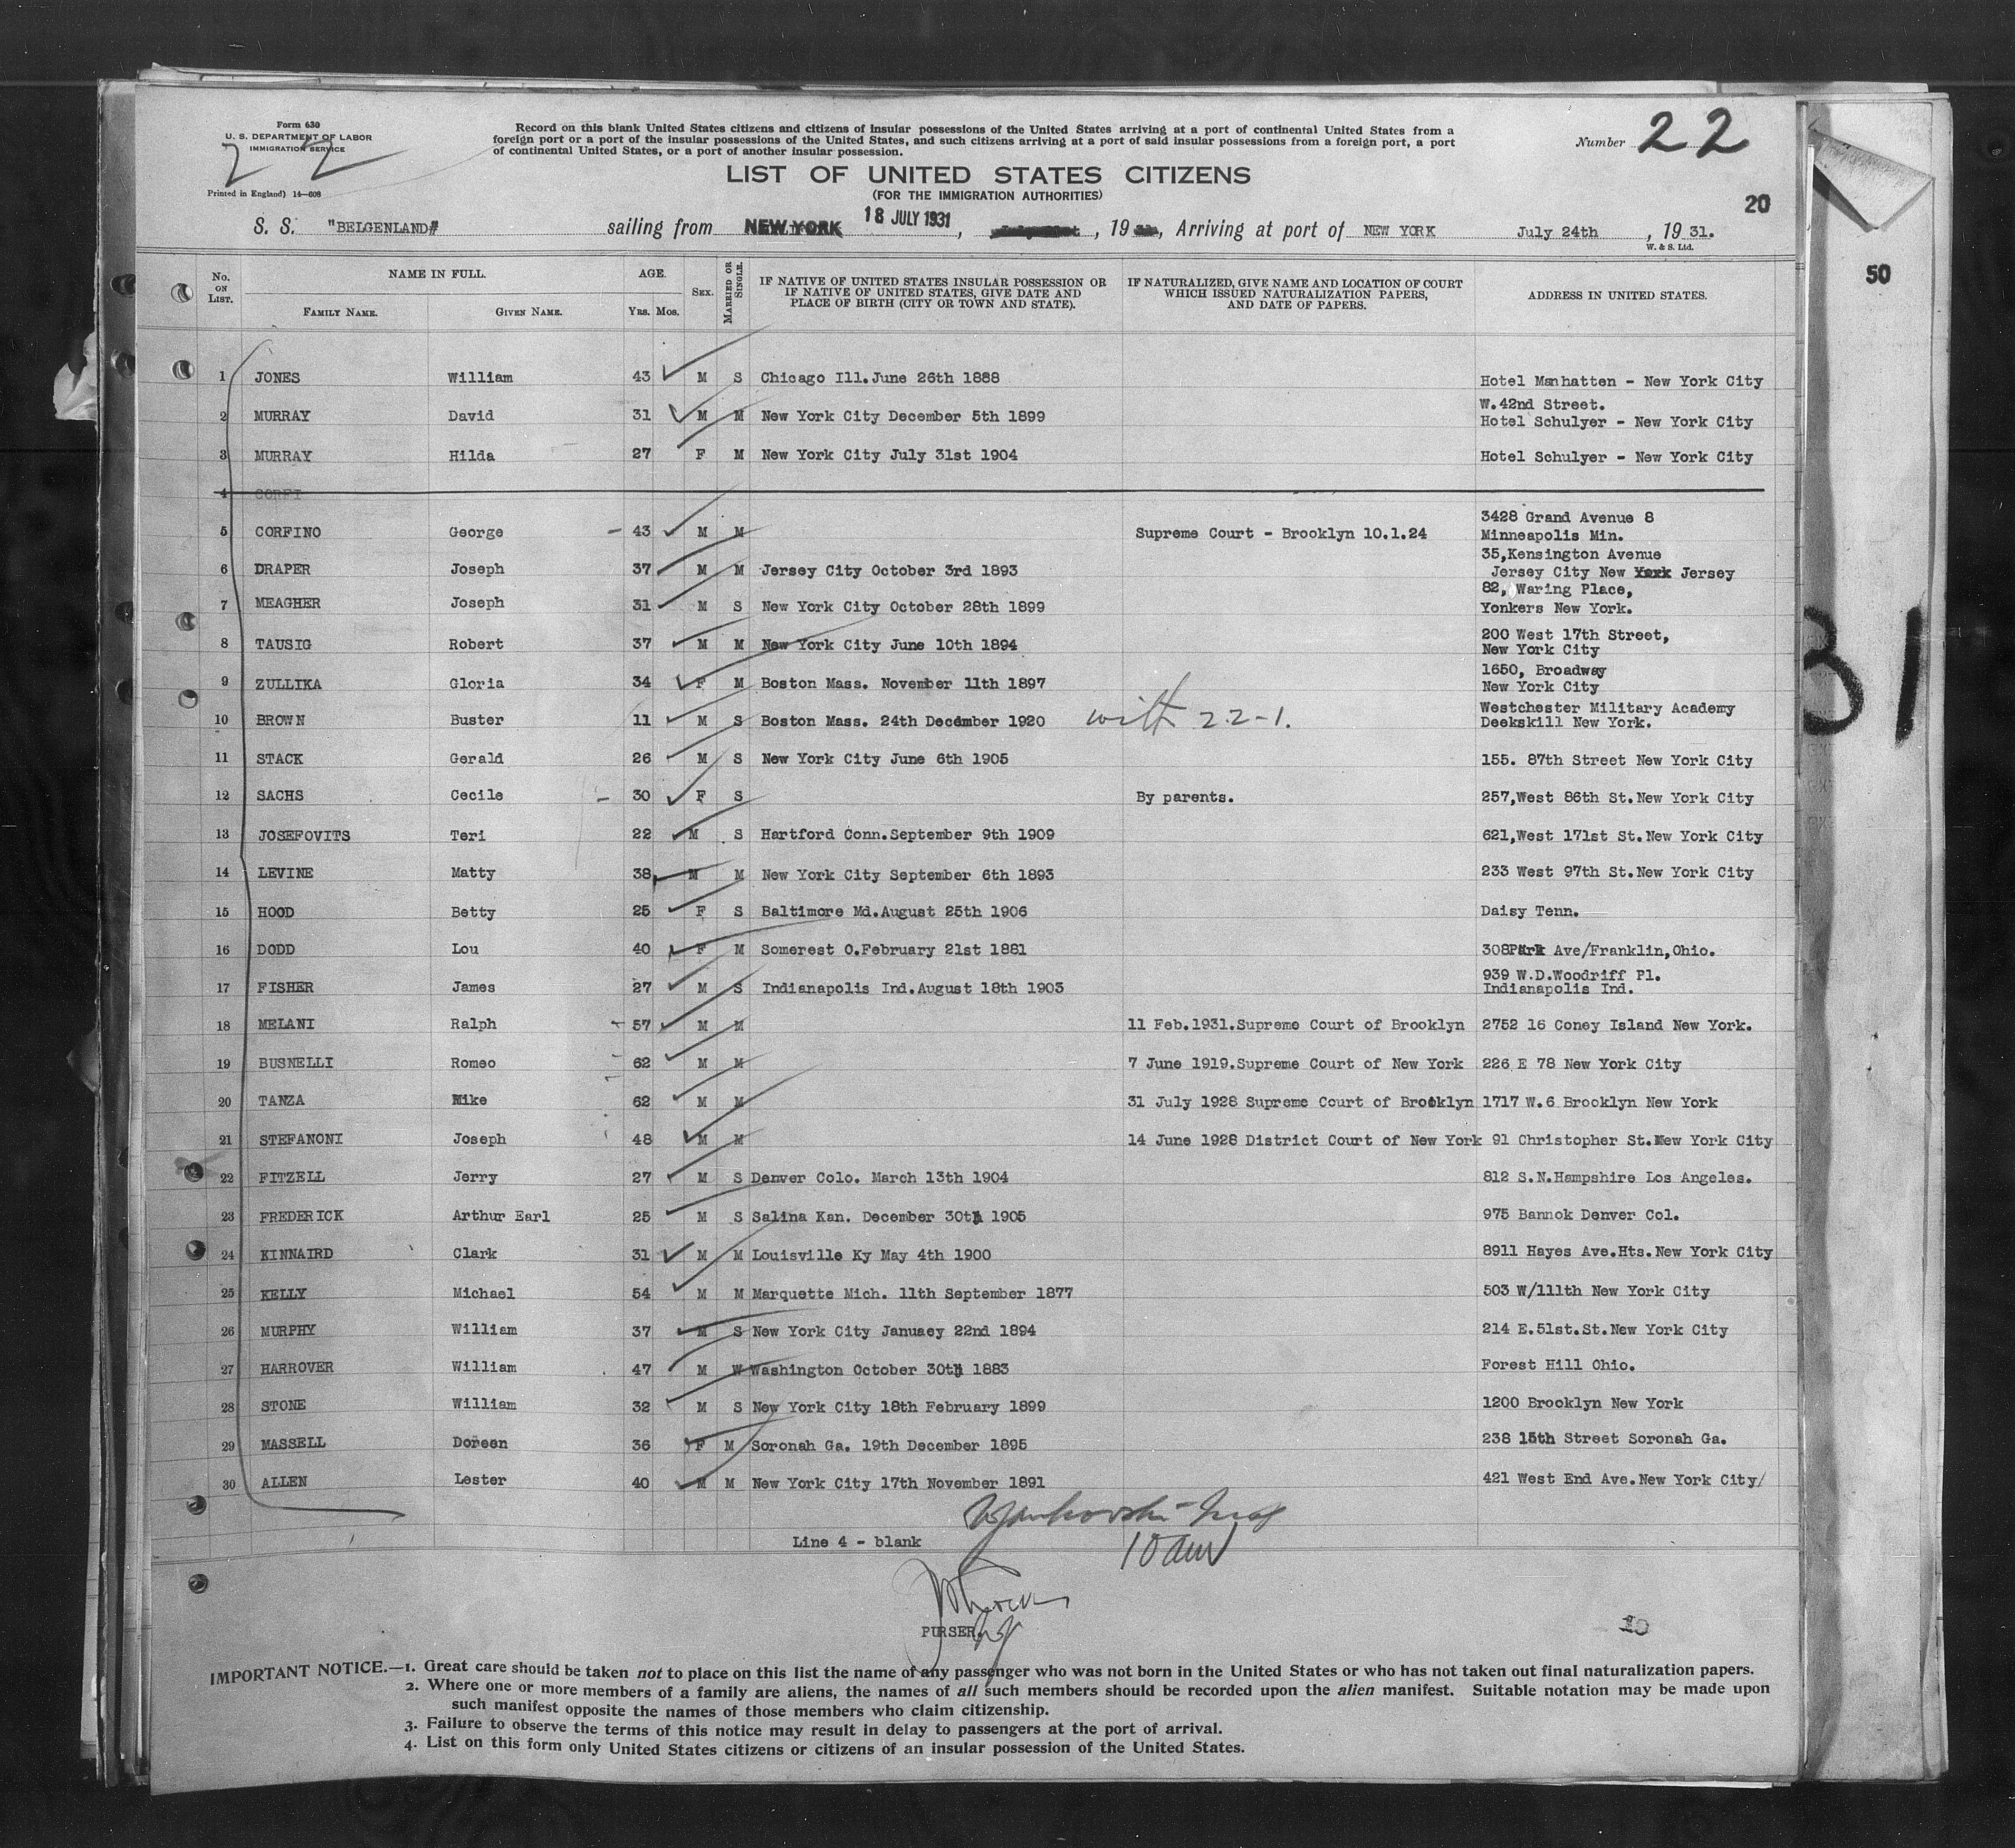 Form 630
U. S. DEPARTMENT OF LABOR
IMMIGRATION SERVICE
2 2
Printed in England) 14—608
Record on this blank United States citizens and citizens of insular possessions of the United States arriving at a port of continental United States from a
foreign port or a port of the insular possessions of the United States, and such citizens arriving at a port of said insular possessions from a foreign port, a port
of continental United States, or a port of another insular possession.
Number 22
LIST OF UNITED STATES CITIZENS
(FOR THE IMMIGRATION AUTHORITIES)
20
S. S. "BELGENLAND# sailing from NEW YORK 18 JULY 1931, , 19 , Arriving at port of NEW YORK July 24th , 19 31.
W. & S. Ltd.
50
No. ON LIST. NAME IN FULL. FAMILY NAME. GIVEN NAME. AGE. YRS. MOS. SEX. MARRIED OR SINGLE. IF NATIVE OF UNITED STATES INSULAR POSSESSION OR IF NATIVE OF UNITED STATES, GIVE DATE AND PLACE OF BIRTH (CITY OR TOWN AND STATE). IF NATURALIZED, GIVE NAME AND LOCATION OF COURT WHICH ISSUED NATURALIZATION PAPERS, AND DATE OF PAPERS. ADDRESS IN UNITED STATES.
1 JONES William 43 M S Chicago Ill.June 26th 1888 Hotel Manhatten - New York City
2 MURRAY David 31 M M New York City December 5th 1899 W.42nd Street.
Hotel Schulyer - New York City
3 MURRAY Hilda 27 F M New York City July 31st 1904 Hotel Schulyer - New York City
4 CORFI
5 CORFINO George - 43 M M Supreme Court - Brooklyn 10.1.24 3428 Grand Avenue 8
Minneapolis Min.
6 DRAPER Joseph 37 M M Jersey City October 3rd 1893 35,Kensington Avenue
Jersey City New York Jersey
7 MEAGHER Joseph 31 M S New York City October 28th 1899 82, Waring Place,
Yonkers New York.
8 TAUSIG Robert 37 M M New York City June 10th 1894 200 West 17th Street,
New York City
9 ZULLIKA Gloria 34 F M Boston Mass. November 11th 1897 1650, Broadway
New York City
10 BROWN Buster 11 M S Boston Mass. 24th December 1920 with 22-1. Westchester Military Academy
Deekskill New York.
11 STACK Gerald 26 M S New York City June 6th 1905 155. 87th Street New York City
12 SACHS Cecile - 30 F S By parents. 257,West 86th St.New York City
13 JOSEFOVITS Teri 22 M S Hartford Conn.September 9th 1909 621,West 171st St.New York City
14 LEVINE Matty 38 M M New York City September 6th 1893 233 West 97th St.New York City
15 HOOD Betty 25 F S Baltimore Md.August 25th 1906 Daisy Tenn.
16 DODD Lou 40 F M Somerest O.February 21st 1881 308Park Ave/Franklin,Ohio.
17 FISHER James 27 M S Indianapolis Ind.August 18th 1903 939 W.D.Woodriff Pl.
Indianapolis Ind.
18 MELANI Ralph 57 M M 11 Feb.1931.Supreme Court of Brooklyn 2752 16 Coney Island New York.
19 BUSNELLI Romeo 62 M M 7 June 1919.Supreme Court of New York 226 E 78 New York City
20 TANZA Mike 62 M M 31 July 1928 Supreme Court of Brooklyn 1717 W.6 Brooklyn New York
21 STEFANONI Joseph 48 M M 14 June 1928 District Court of New York 91 Christopher St.New York City
22 FITZELL Jerry 27 M S Denver Colo. March 13th 1904 812 S.N.Hampshire Los Angeles.
23 FREDERICK Arthur Earl 25 M S Salina Kan. December 30th 1905 975 Bannok Denver Col.
24 KINNAIRD Clark 31 M M Louisville Ky May 4th 1900 8911 Hayes Ave.Hts.New York City
25 KELLY Michael 54 M M Marquette Mich. 11th September 1877 503 W/111th New York City
26 MURPHY William 37 M S New York City Januaey 22nd 1894 214 E.51st.St.New York City
27 HARROVER William 47 M W Washington October 30th 1883 Forest Hill Ohio.
28 STONE William 32 M S New York City 18th February 1899 1200 Brooklyn New York
29 MASSELL Doreen 36 F M Soronah Ga. 19th December 1895 238 15th Street Soronah Ga.
30 ALLEN Lester 40 M M New York City 17th November 1891 421 West End Ave.New York City/
Line 4 - blank
PURSER.
IMPORTANT NOTICE.—1. Great care should be taken not to place on this list the name of any passenger who was not born in the United States or who has not taken out final naturalization papers.
2. Where one or more members of a family are aliens, the names of all such members should be recorded upon the alien manifest. Suitable notation may be made upon
such manifest opposite the names of those members who claim citizenship.
3. Failure to observe the terms of this notice may result in delay to passengers at the port of arrival.
4. List on this form only United States citizens or citizens of an insular possession of the United States.
31